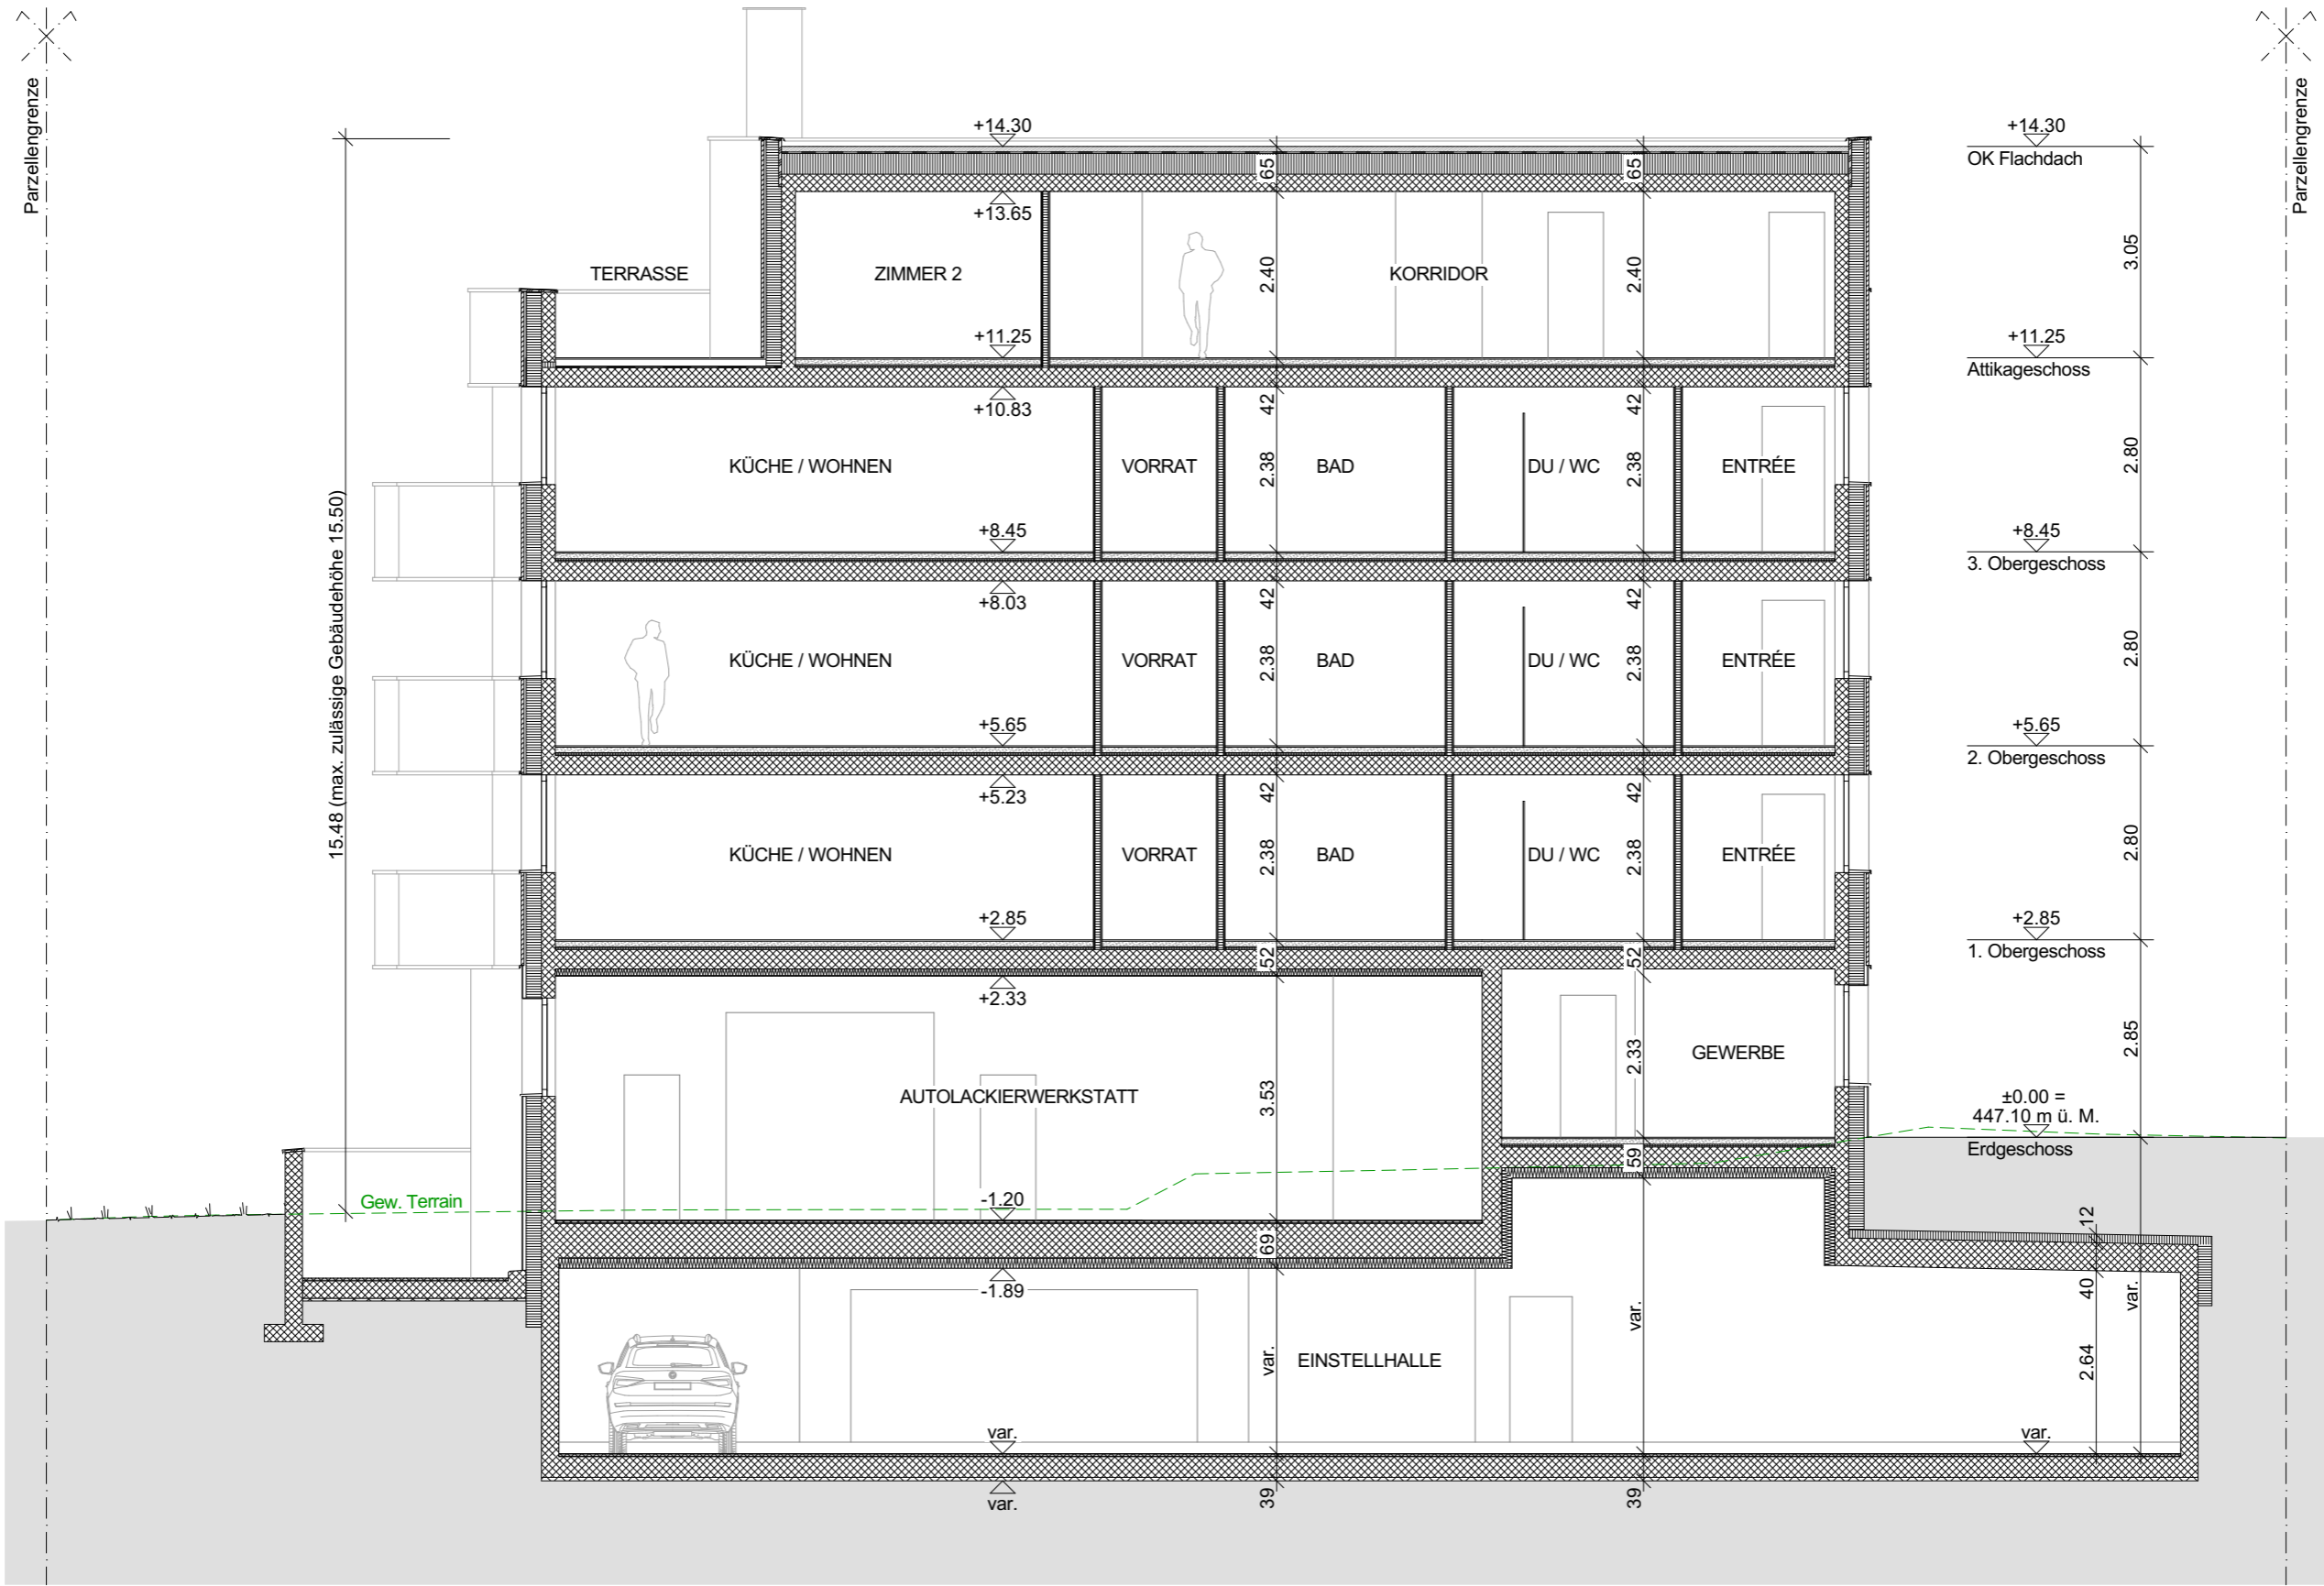 Parzellengrenze
Parzellengrenze
+14.30
+14.30
OK Flachdach
65
65
+13.65
TERRASSE
ZIMMER 2
2.40
KORRIDOR
2.40
3.05
+11.25
+11.25
Attikageschoss
+10.83
42
42
KÜCHE / WOHNEN
VORRAT
2.38
BAD
DU / WC
2.38
ENTRÉE
2.80
+8.45
+8.45
3. Obergeschoss
15.48 (max. zulässige Gebäudehöhe 15.50)
+8.03
42
42
KÜCHE / WOHNEN
VORRAT
2.38
BAD
DU / WC
2.38
ENTRÉE
2.80
+5.65
+5.65
2. Obergeschoss
+5.23
42
42
KÜCHE / WOHNEN
VORRAT
2.38
BAD
DU / WC
2.38
ENTRÉE
2.80
+2.85
+2.85
1. Obergeschoss
52
52
+2.33
2.33
GEWERBE
2.85
AUTOLACKIERWERKSTATT
3.53
±0.00 =
447.10 m ü. M.
Erdgeschoss
59
Gew. Terrain
-1.20
69
12
-1.89
40
var.
var.
var.
EINSTELLHALLE
2.64
var.
var.
var.
39
39